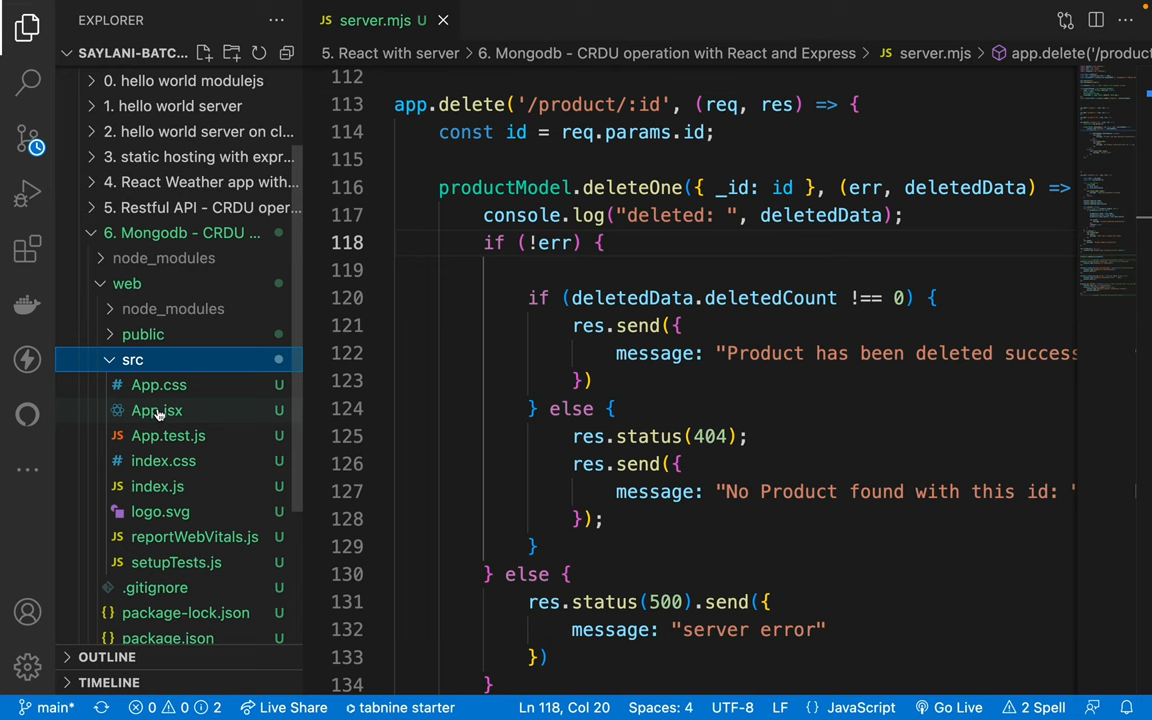 EXPLORER
SAYLANI-BATC...
0. hello world modulejs
1. hello world server
2. hello world server on cl...
3. static hosting with expr...
4. React Weather app with...
5. Restful API - CRDU oper...
6. Mongodb - CRDU ...
node_modules
web
node_modules
public
src
App.css U
App.jsx U
App.test.js U
index.css U
index.js U
logo.svg U
reportWebVitals.js U
setupTests.js U
.gitignore U
package-lock.json U
package.json U
OUTLINE
TIMELINE
JS server.mjs U
5. React with server > 6. Mongodb - CRDU operation with React and Express > JS server.mjs > app.delete('/product
112
113 app.delete('/product/:id', (req, res) => {
114 const id = req.params.id;
115
116 productModel.deleteOne({ _id: id }, (err, deletedData) =>
117 console.log("deleted: ", deletedData);
118 if (!err) {
119
120 if (deletedData.deletedCount !== 0) {
121 res.send({
122 message: "Product has been deleted success
123 })
124 } else {
125 res.status(404);
126 res.send({
127 message: "No Product found with this id: "
128 });
129 }
130 } else {
131 res.status(500).send({
132 message: "server error"
133 })
134 }
main* 0 0 2 Live Share tabnine starter Ln 118, Col 20 Spaces: 4 UTF-8 LF {} JavaScript Go Live 2 Spell